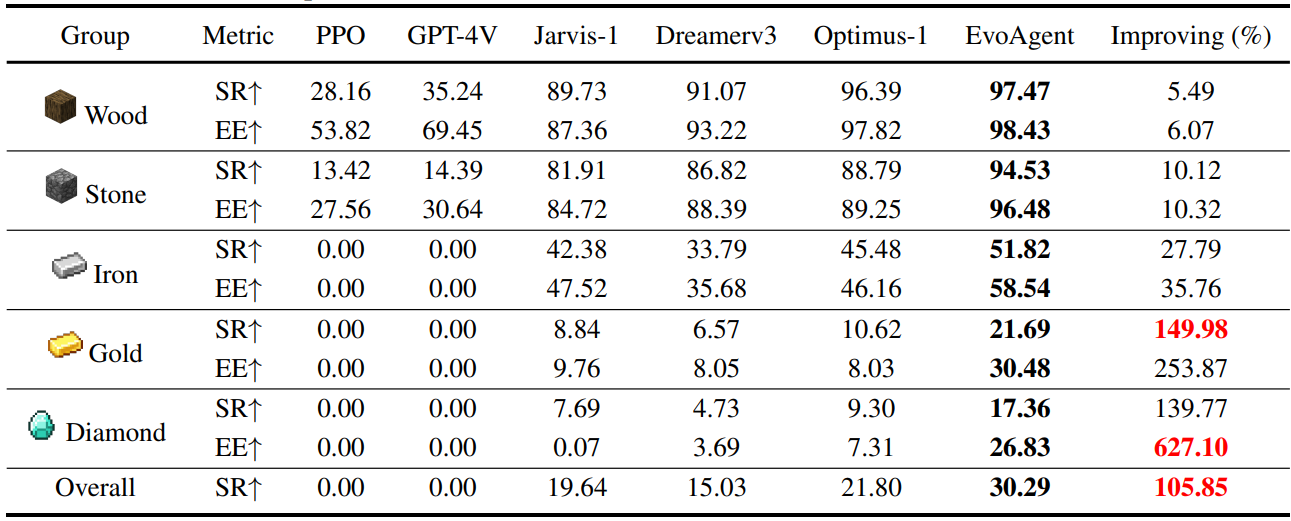 Group Metric PPO GPT-4V Jarvis-1 Dreamerv3 Optimus-1 EvoAgent Improving (%)
Wood SR↑ 28.16 35.24 89.73 91.07 96.39 97.47 5.49
EE↑ 53.82 69.45 87.36 93.22 97.82 98.43 6.07
Stone SR↑ 13.42 14.39 81.91 86.82 88.79 94.53 10.12
EE↑ 27.56 30.64 84.72 88.39 89.25 96.48 10.32
Iron SR↑ 0.00 0.00 42.38 33.79 45.48 51.82 27.79
EE↑ 0.00 0.00 47.52 35.68 46.16 58.54 35.76
Gold SR↑ 0.00 0.00 8.84 6.57 10.62 21.69 149.98
EE↑ 0.00 0.00 9.76 8.05 8.03 30.48 253.87
Diamond SR↑ 0.00 0.00 7.69 4.73 9.30 17.36 139.77
EE↑ 0.00 0.00 0.07 3.69 7.31 26.83 627.10
Overall SR↑ 0.00 0.00 19.64 15.03 21.80 30.29 105.85